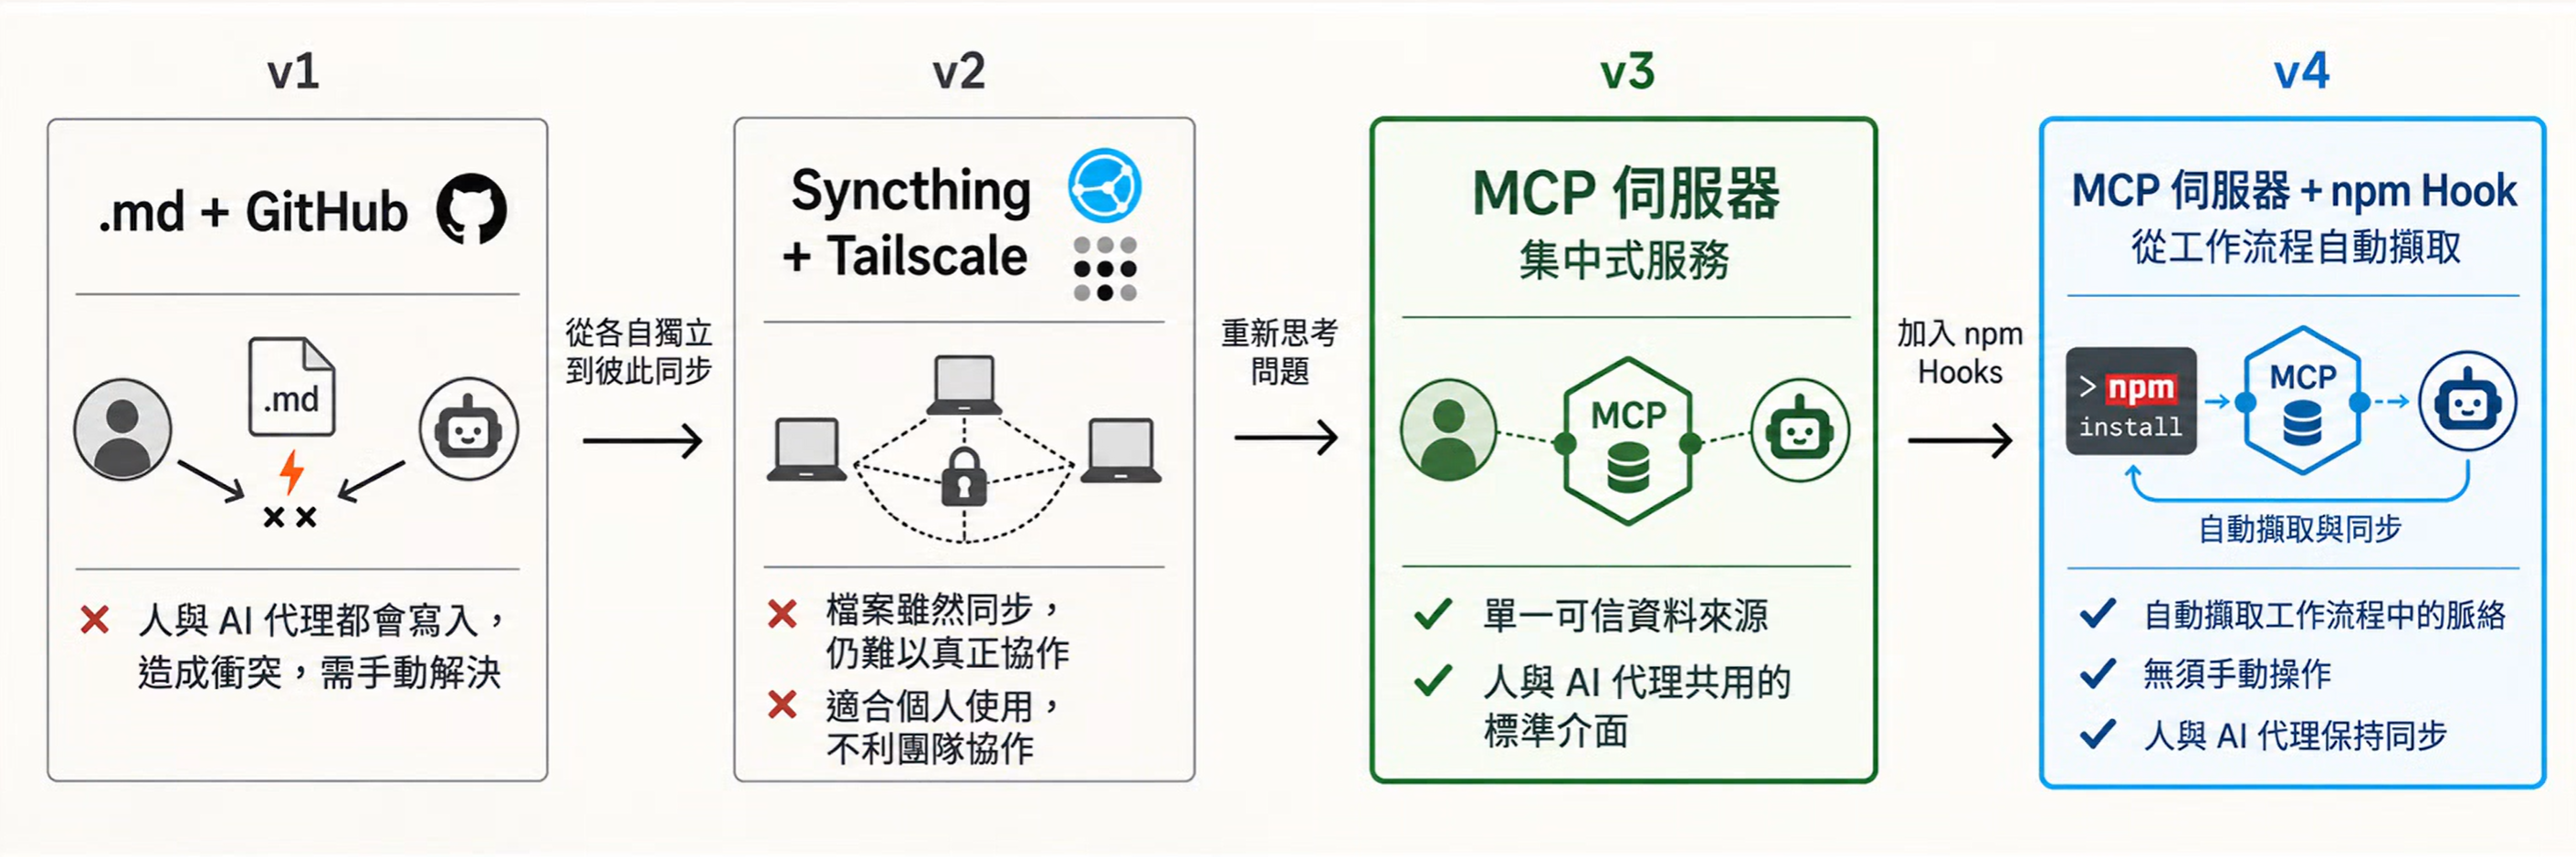 v1
.md + GitHub
.md
人與 AI 代理都會寫入，
造成衝突，需手動解決
從各自獨立
到彼此同步
v2
Syncthing
+ Tailscale
檔案雖然同步，
仍難以真正協作
適合個人使用，
不利團隊協作
重新思考
問題
v3
MCP 伺服器
集中式服務
MCP
單一可信資料來源
人與 AI 代理共用的
標準介面
加入 npm
Hooks
v4
MCP 伺服器 + npm Hook
從工作流程自動擷取
> npm
install
MCP
自動擷取與同步
自動擷取工作流程中的脈絡
無須手動操作
人與 AI 代理保持同步